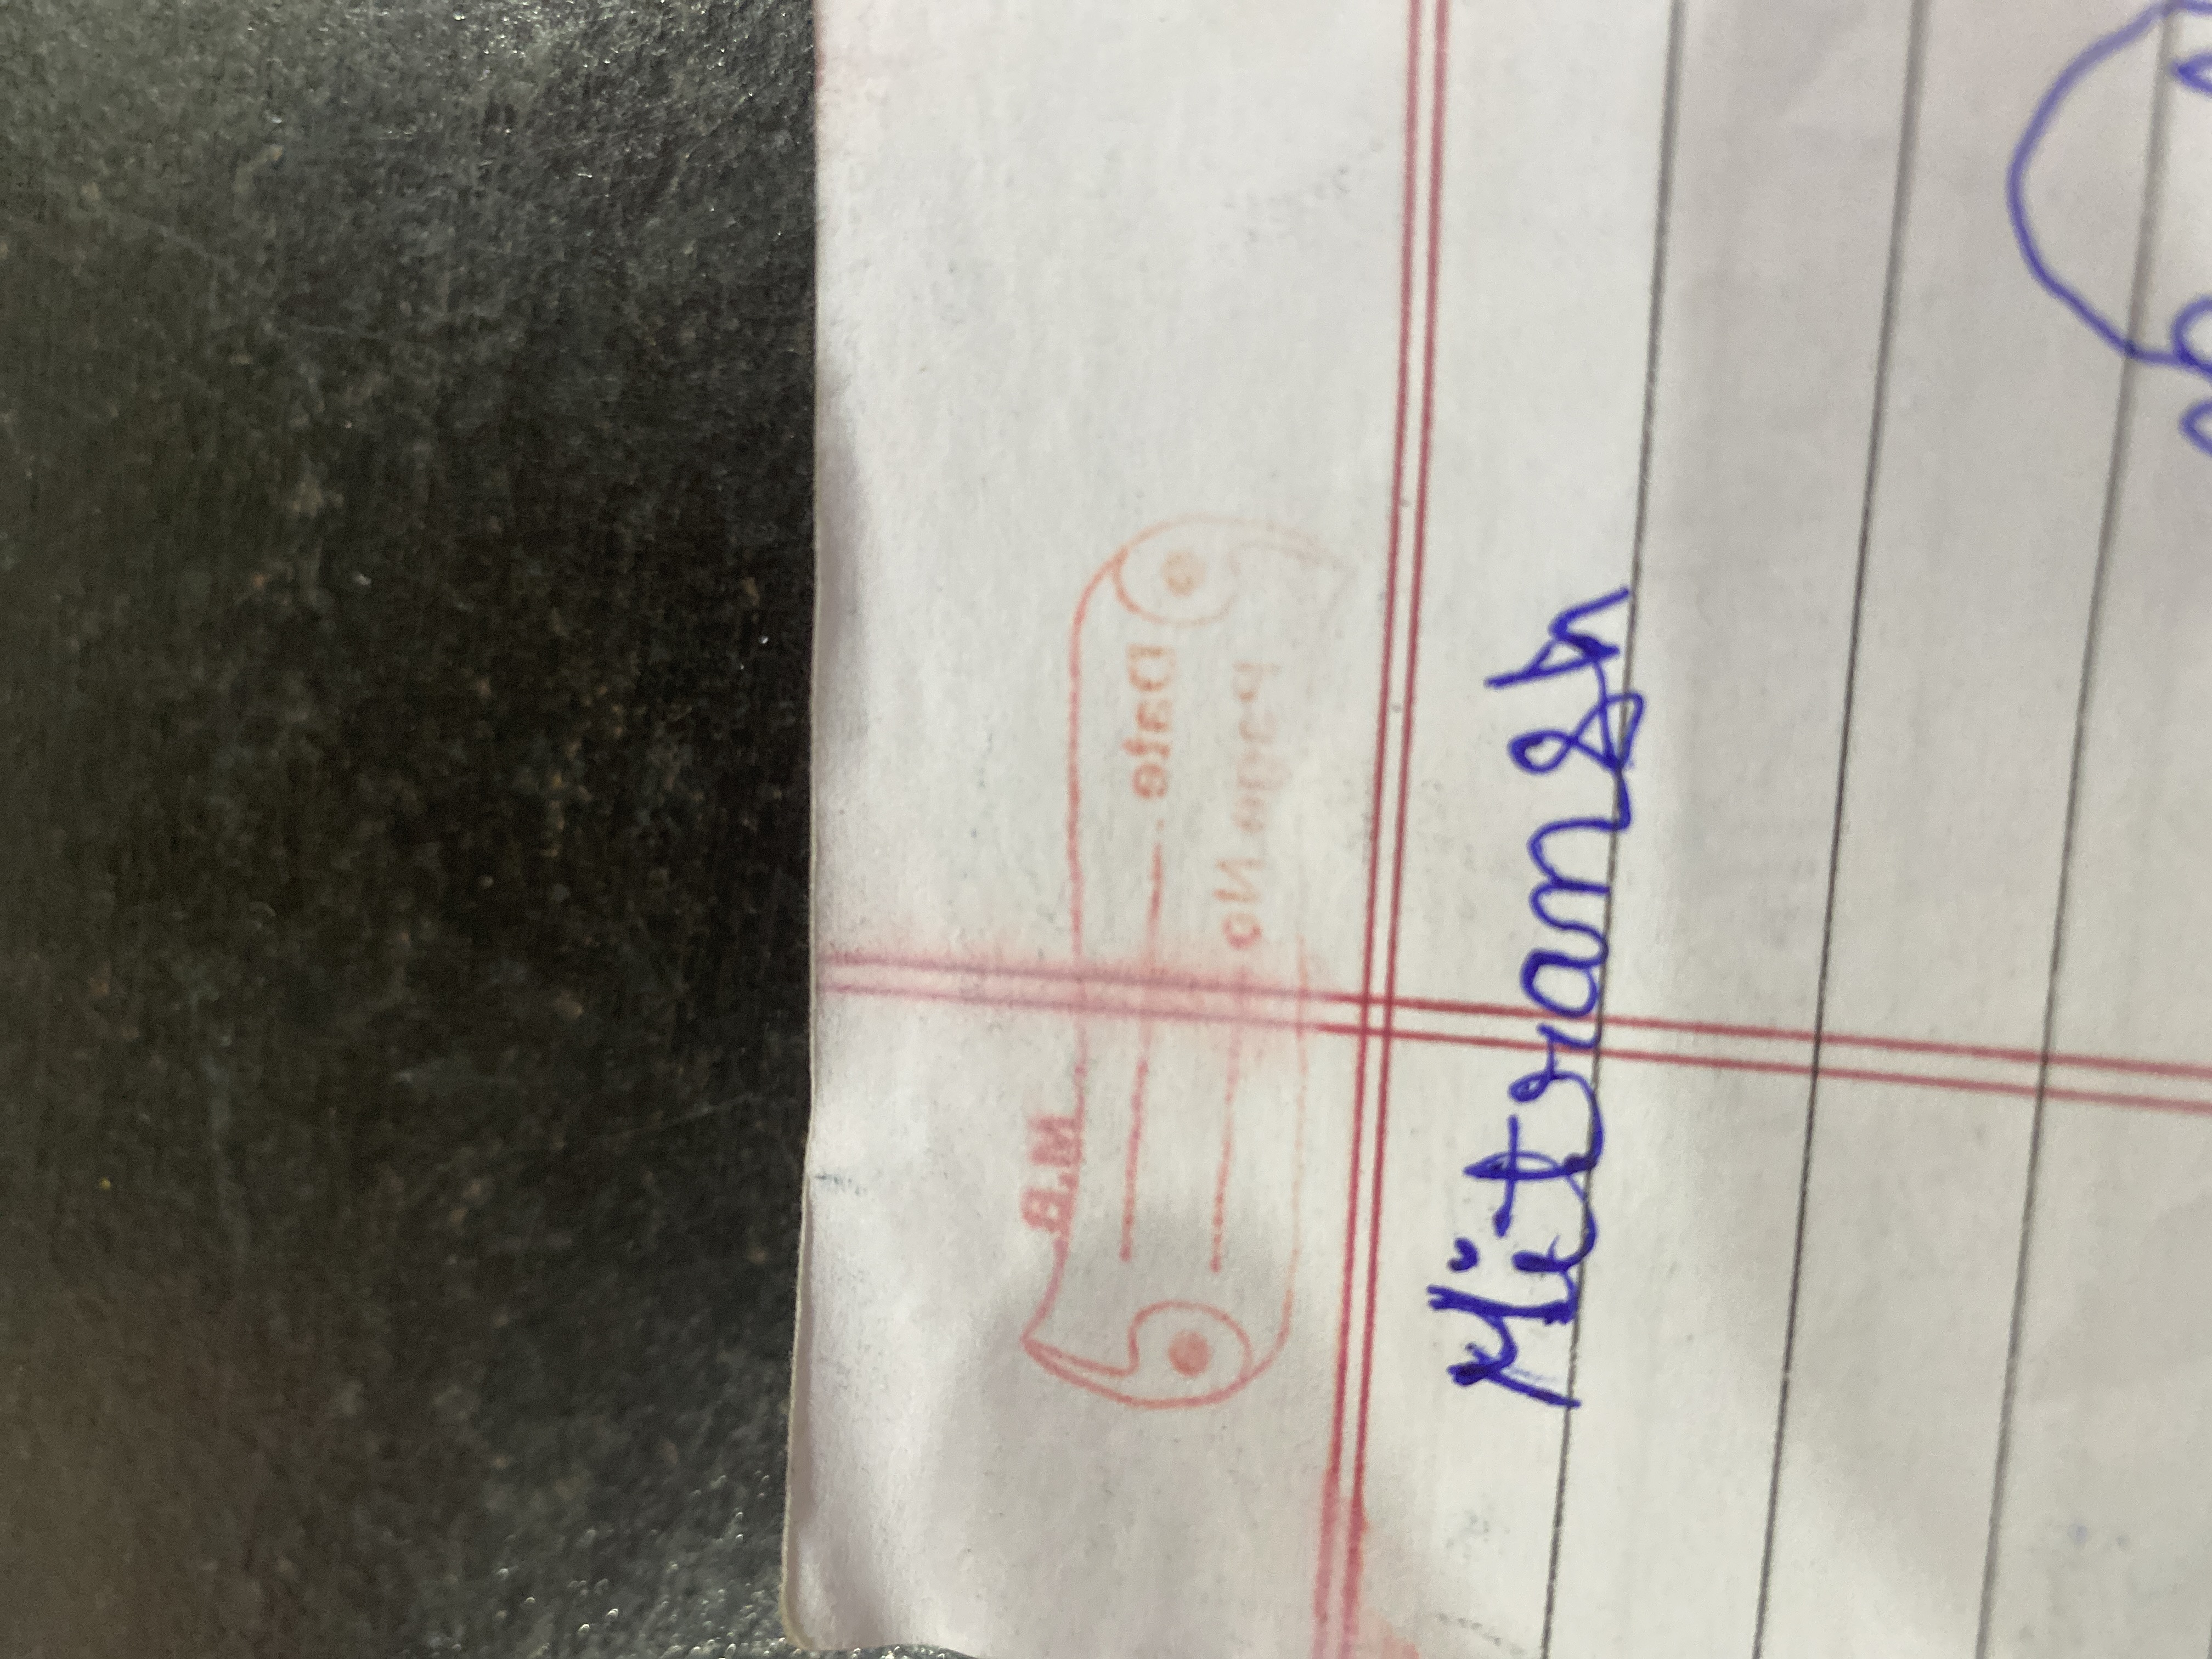 M.B.
Date
Page No
Mitransh